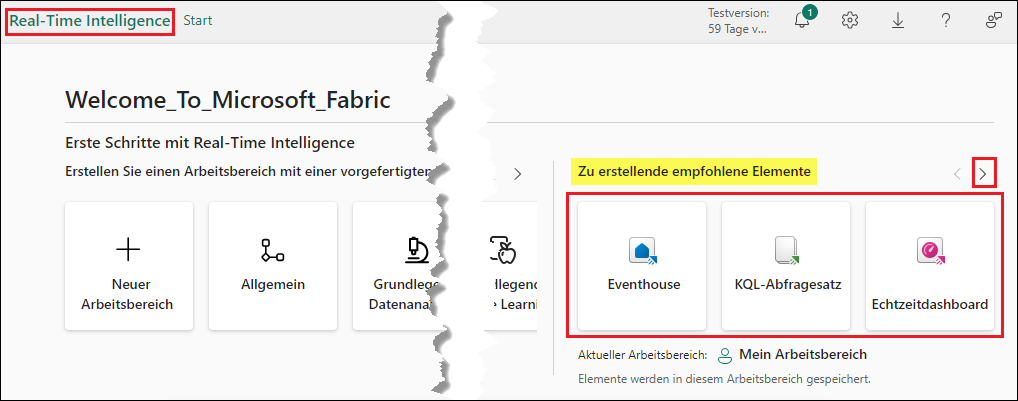 Real-Time Intelligence Start
Testversion:
59 Tage v...
1
Welcome_To_Microsoft_Fabric
Erste Schritte mit Real-Time Intelligence
Erstellen Sie einen Arbeitsbereich mit einer vorgefertigten
Zu erstellende empfohlene Elemente
Neuer
Arbeitsbereich
Allgemein
Grundlege
Datenana
llegend
Learnin
Eventhouse
KQL-Abfragesatz
Echtzeitdashboard
Aktueller Arbeitsbereich: Mein Arbeitsbereich
Elemente werden in diesem Arbeitsbereich gespeichert.